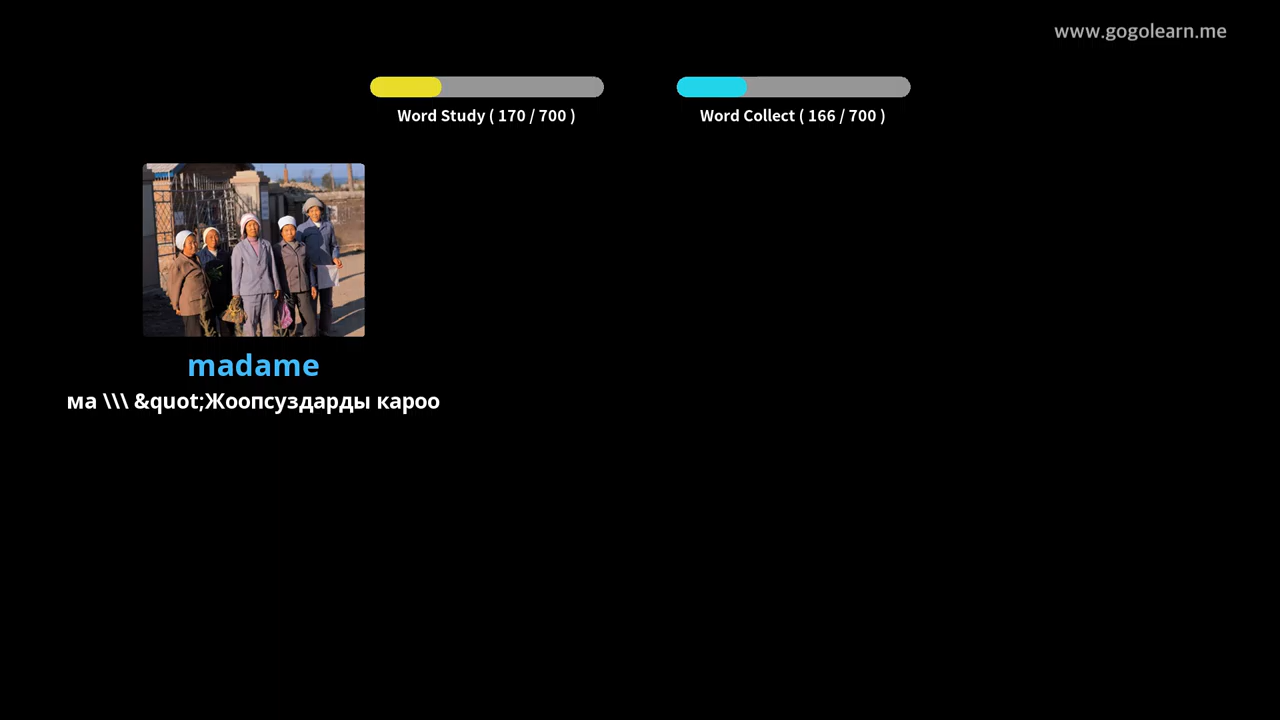 www.gogolearn.me
Word Study ( 170 / 700 )
Word Collect ( 166 / 700 )
madame
ма \\\ &quot;Жоопсуздарды кароо